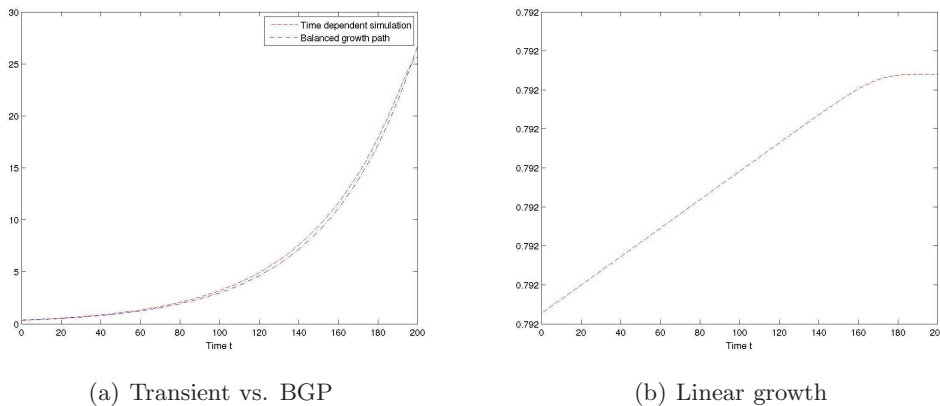 30
25
20
15
10
5
0
Time dependent simulation
Balanced growth path
0 20 40 60 80 100 120 140 160 180 200
Time t
(a) Transient vs. BGP
0.792
0.792
0.792
0.792
0.792
0.792
0.792
0.792
0.792
0 20 40 60 80 100 120 140 160 180 200
Time t
(b) Linear growth